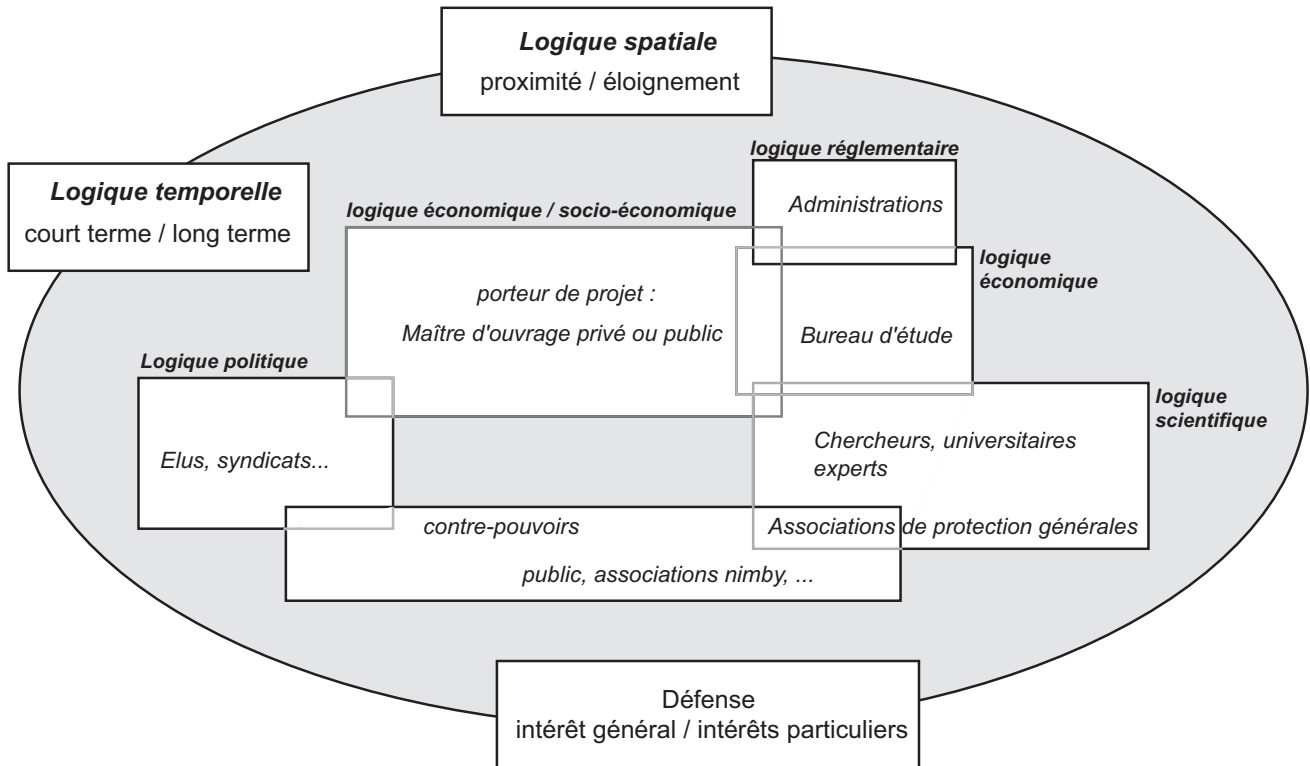 Logique spatiale
proximité / éloignement
logique réglementaire
Logique temporelle
court terme / long terme
Administrations
logique économique / socio-économique
logique
économique
porteur de projet :
Maître d'ouvrage privé ou public
Bureau d'étude
Logique politique
logique
scientifique
Elus, syndicats...
Chercheurs, universitaires
experts
contre-pouvoirs
Associations de protection générales
public, associations nimby, ...
Défense
intérêt général / intérêts particuliers